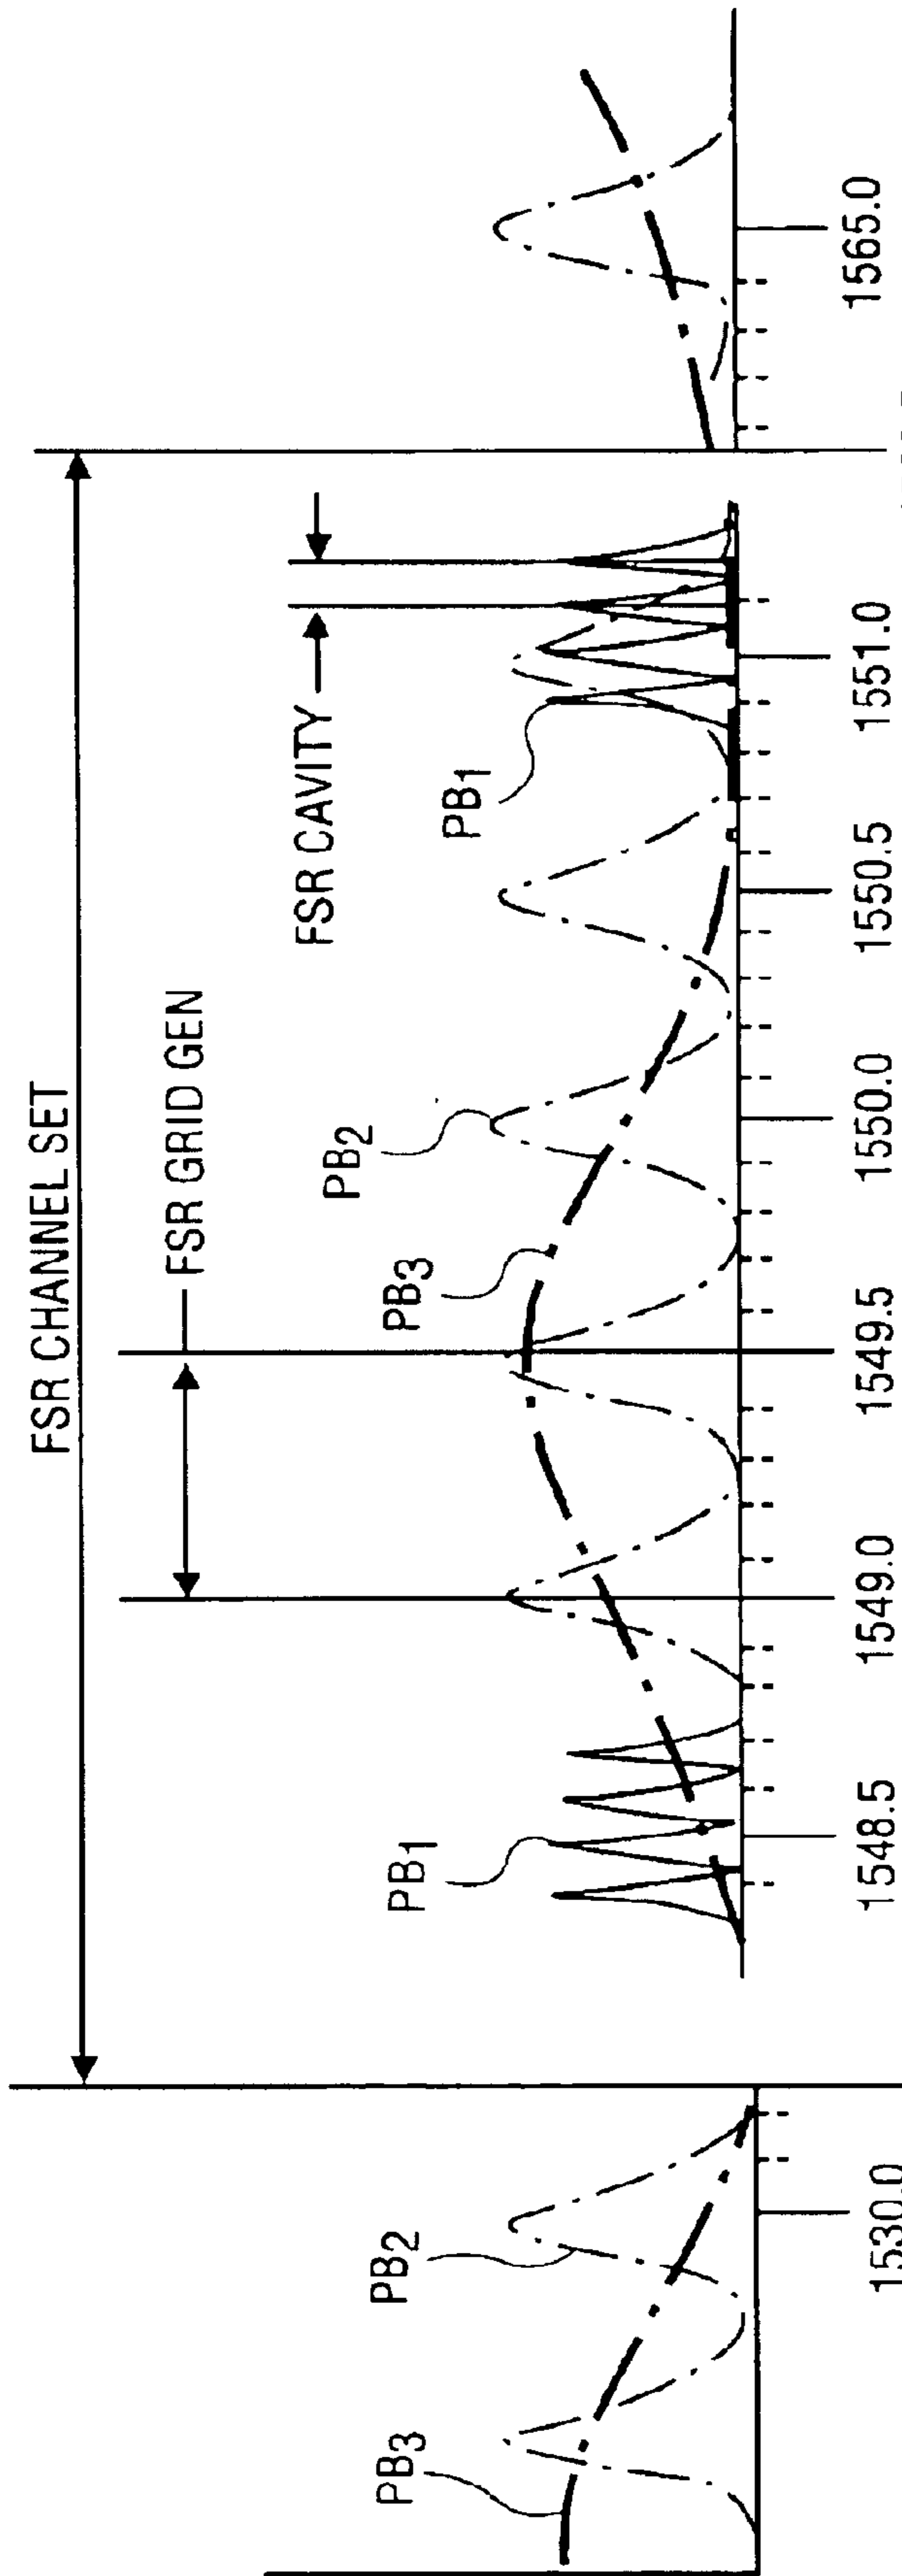 FSR CHANNEL SET
FSR GRID GEN
FSR CAVITY
PB3
PB2
PB1
PB3
PB2
PB1
1530.0
1548.5
1549.0
1549.5
1550.0
1550.5
1551.0
1565.0